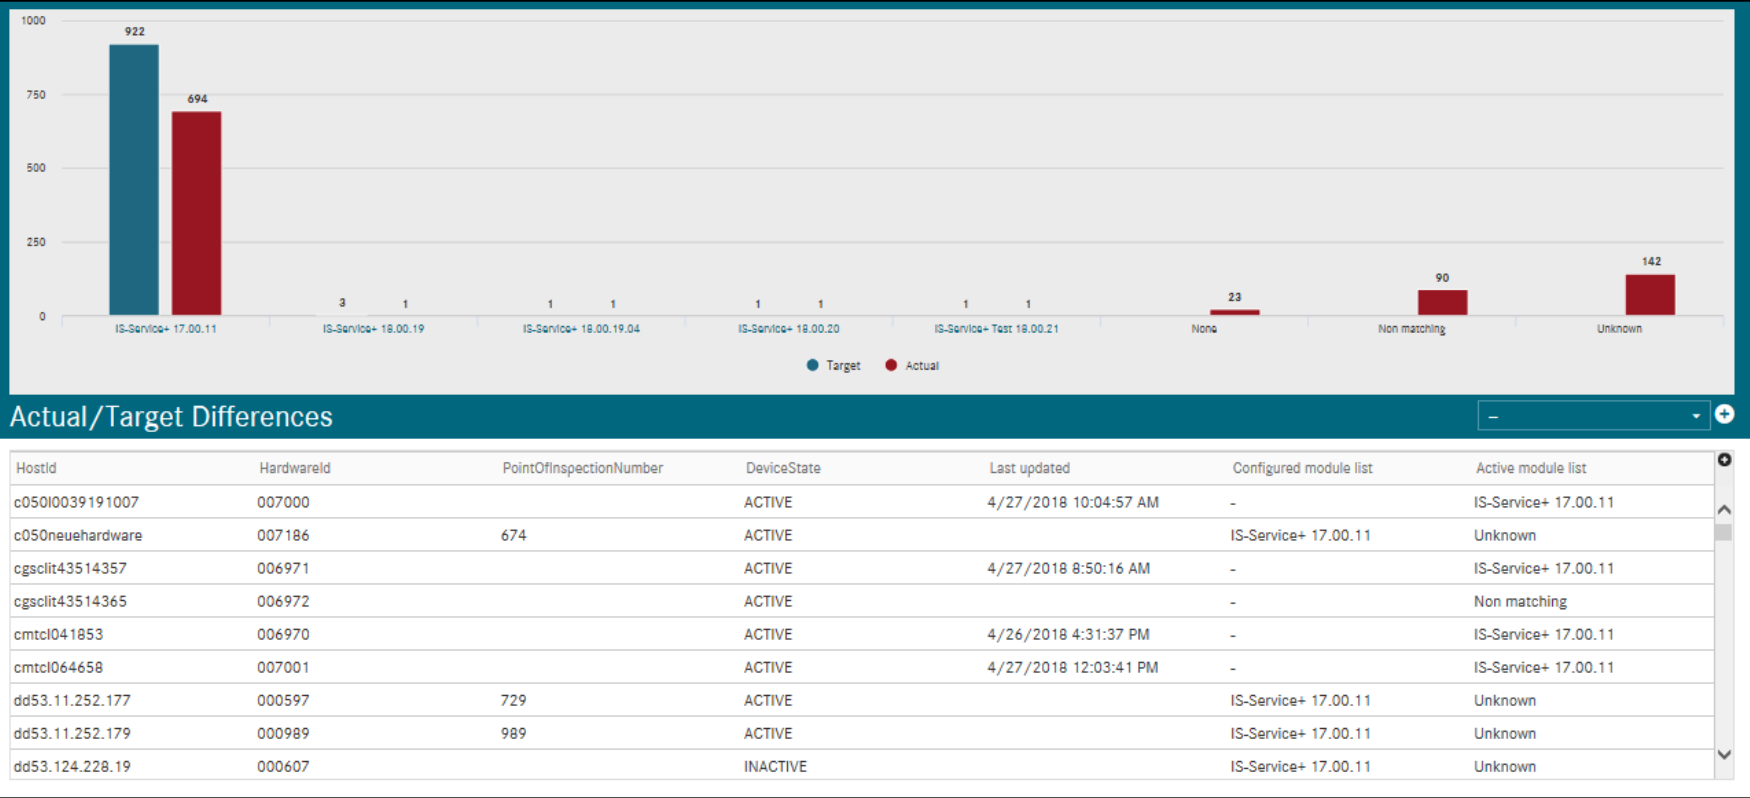 1000
922
750
694
500
250
142
90
23
3 1 1 1 1 1 1 1
0
IS-Service+ 17.00.11 IS-Service+ 18.00.19 IS-Service+ 18.00.19.04 IS-Service+ 18.00.20 IS-Service+ Test 18.00.21 None Non matching Unknown
Target Actual
Actual/Target Differences –
HostId HardwareId PointOfInspectionNumber DeviceState Last updated Configured module list Active module list
c050l0039191007 007000 ACTIVE 4/27/2018 10:04:57 AM - IS-Service+ 17.00.11
c050neuehardware 007186 674 ACTIVE IS-Service+ 17.00.11 Unknown
cgsclit43514357 006971 ACTIVE 4/27/2018 8:50:16 AM - IS-Service+ 17.00.11
cgsclit43514365 006972 ACTIVE - Non matching
cmtcl041853 006970 ACTIVE 4/26/2018 4:31:37 PM - IS-Service+ 17.00.11
cmtcl064658 007001 ACTIVE 4/27/2018 12:03:41 PM - IS-Service+ 17.00.11
dd53.11.252.177 000597 729 ACTIVE IS-Service+ 17.00.11 Unknown
dd53.11.252.179 000989 989 ACTIVE IS-Service+ 17.00.11 Unknown
dd53.124.228.19 000607 INACTIVE IS-Service+ 17.00.11 Unknown